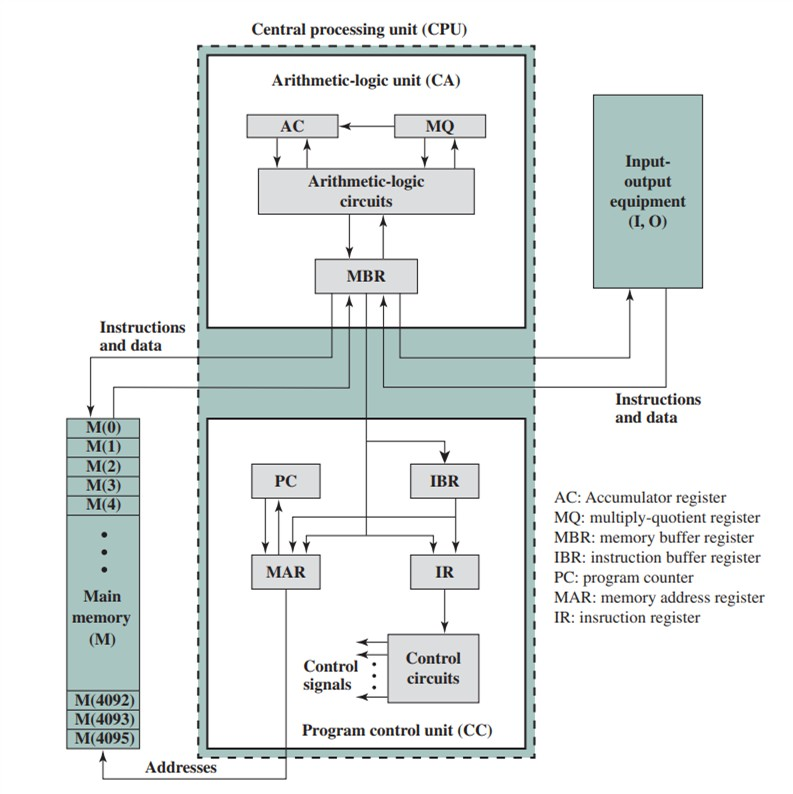 Central processing unit (CPU)
Arithmetic-logic unit (CA)
AC
MQ
Arithmetic-logic
circuits
MBR
Input-
output
equipment
(I, O)
Instructions
and data
Instructions
and data
M(0)
M(1)
M(2)
M(3)
M(4)
Main
memory
(M)
M(4092)
M(4093)
M(4095)
PC
IBR
MAR
IR
Control
signals
Control
circuits
Program control unit (CC)
Addresses
AC: Accumulator register
MQ: multiply-quotient register
MBR: memory buffer register
IBR: instruction buffer register
PC: program counter
MAR: memory address register
IR: insruction register